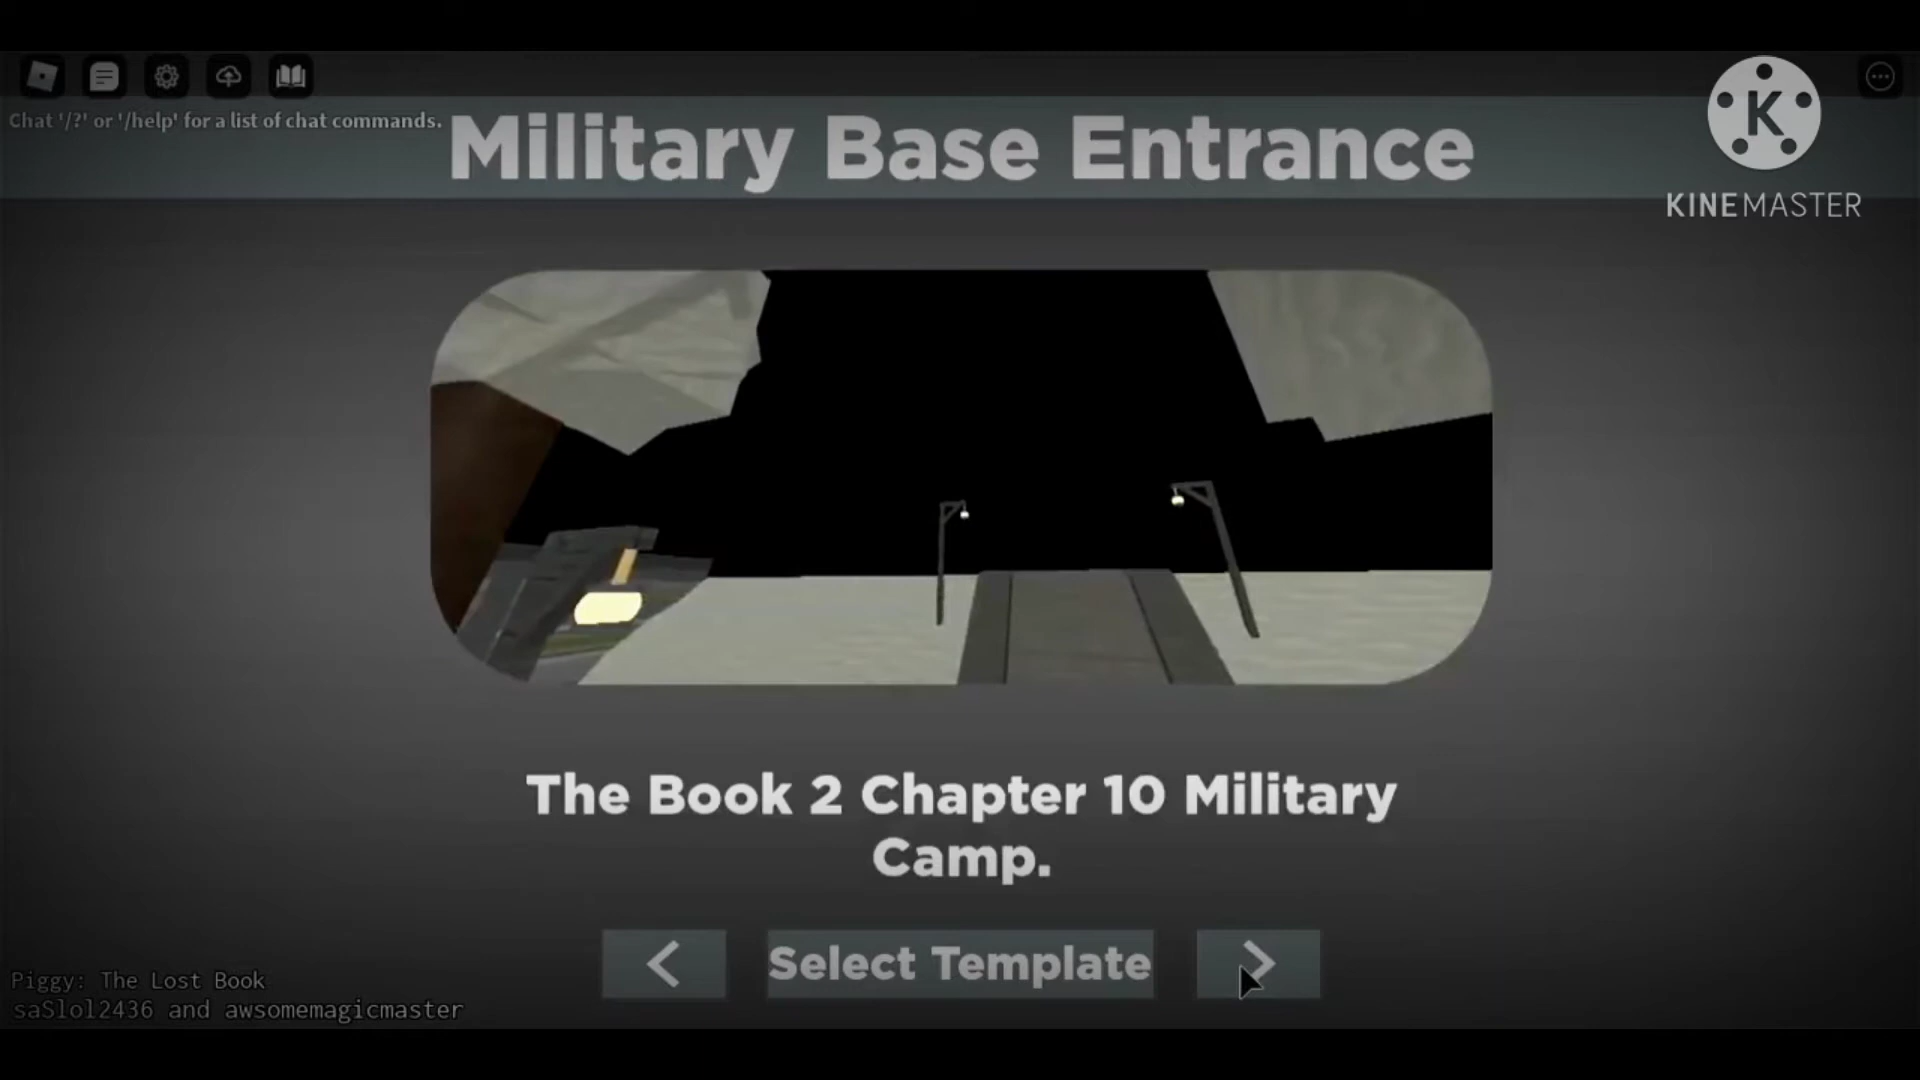 Chat '/?' or '/help' for a list of chat commands.
Military Base Entrance
K
KINEMASTER
The Book 2 Chapter 10 Military
Camp.
<
Select Template
>
Piggy: The Lost Book
saSlol2436 and awsomemagicmaster